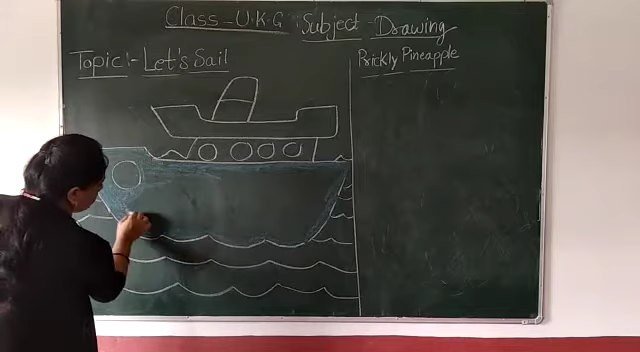 Class - U.K.G Subject - Drawing
Topic:- Let's Sail
Prickly Pineapple